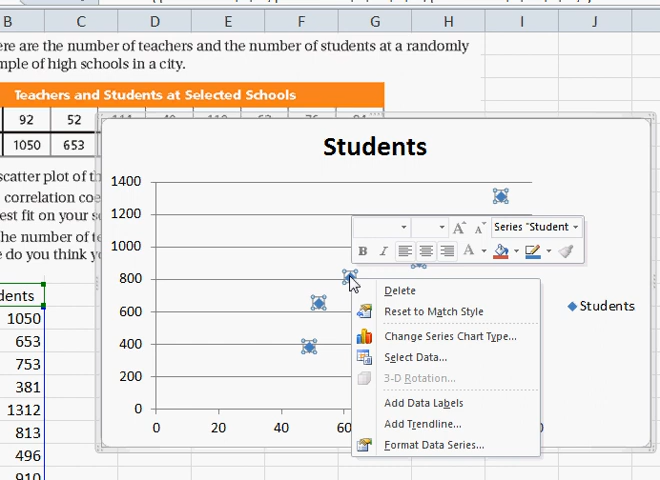 B C D E F G H I J
ere are the number of teachers and the number of students at a randomly
mple of high schools in a city.
Teachers and Students at Selected Schools
92 52
1050 653
scatter plot of t
correlation coe
est fit on your s
he number of te
e do you think y
dents
1050
653
753
381
1312
813
496
910
Students
1400
1200
1000
800
600
400
200
0
0 20 40 60
Students
A A Series "Student
B I A
Delete
Reset to Match Style
Change Series Chart Type...
Select Data...
3-D Rotation...
Add Data Labels
Add Trendline...
Format Data Series...